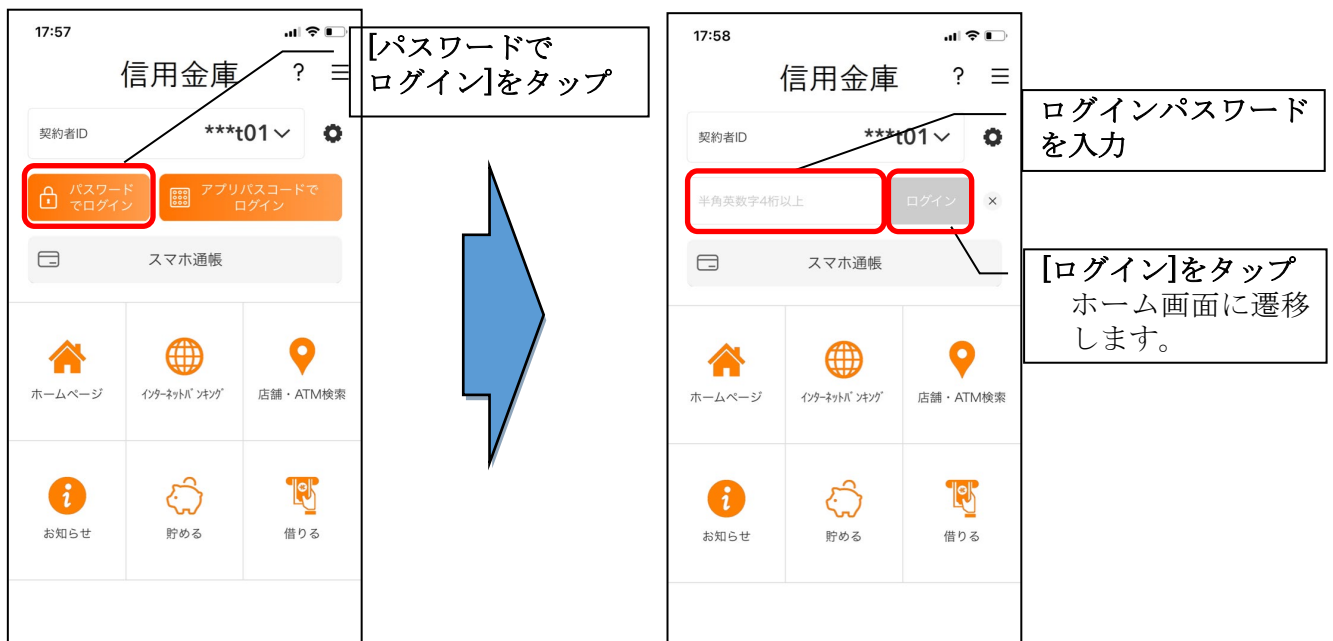 17:57
信用金庫 ?
契約者ID ***t01
パスワード
でログイン
アプリパスコードで
ログイン
スマホ通帳
ホームページ
インターネットバンキング
店舗・ATM検索
お知らせ
貯める
借りる
[パスワードで
ログイン]をタップ
17:58
信用金庫 ?
契約者ID ***t01
半角英数字4桁以上
ログイン ×
スマホ通帳
ホームページ
インターネットバンキング
店舗・ATM検索
お知らせ
貯める
借りる
ログインパスワード
を入力
[ログイン]をタップ
ホーム画面に遷移
します。